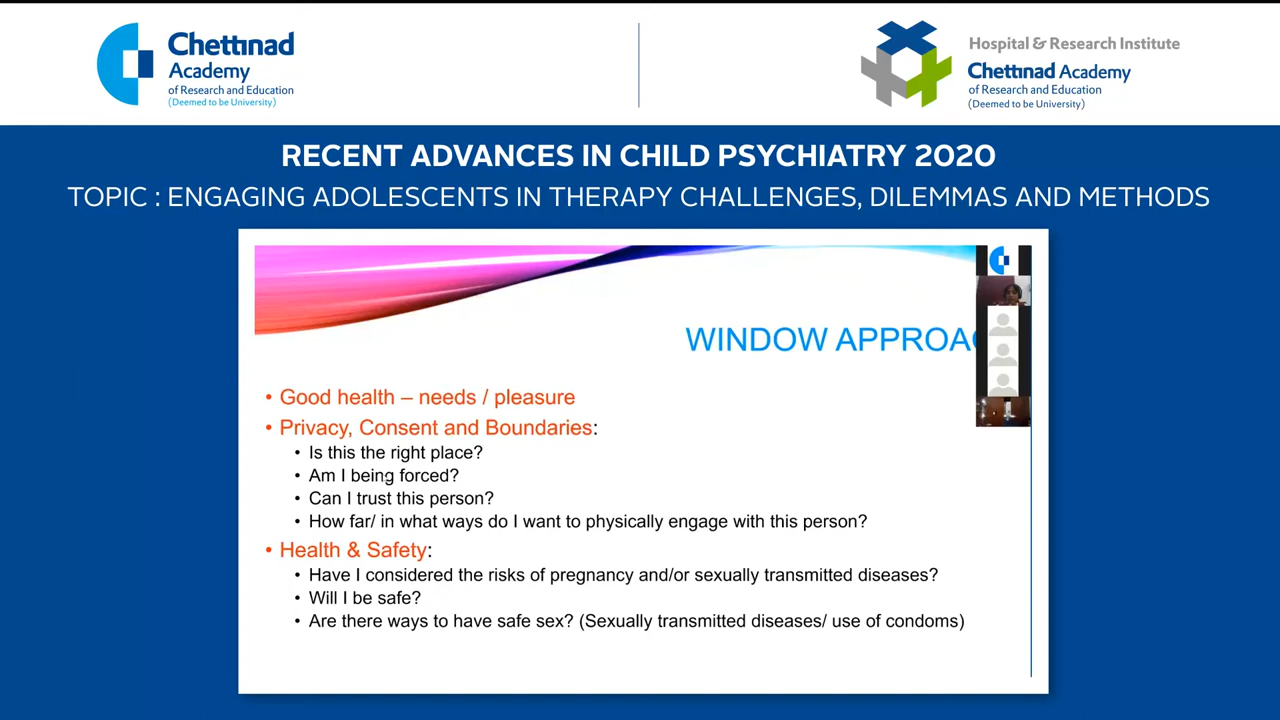 Chettinad
Academy
of Research and Education
(Deemed to be University)
Hospital & Research Institute
Chettinad Academy
of Research and Education
(Deemed to be University)
RECENT ADVANCES IN CHILD PSYCHIATRY 2020
TOPIC : ENGAGING ADOLESCENTS IN THERAPY CHALLENGES, DILEMMAS AND METHODS
WINDOW APPROAC
• Good health – needs / pleasure
• Privacy, Consent and Boundaries:
• Is this the right place?
• Am I being forced?
• Can I trust this person?
• How far/ in what ways do I want to physically engage with this person?
• Health & Safety:
• Have I considered the risks of pregnancy and/or sexually transmitted diseases?
• Will I be safe?
• Are there ways to have safe sex? (Sexually transmitted diseases/ use of condoms)